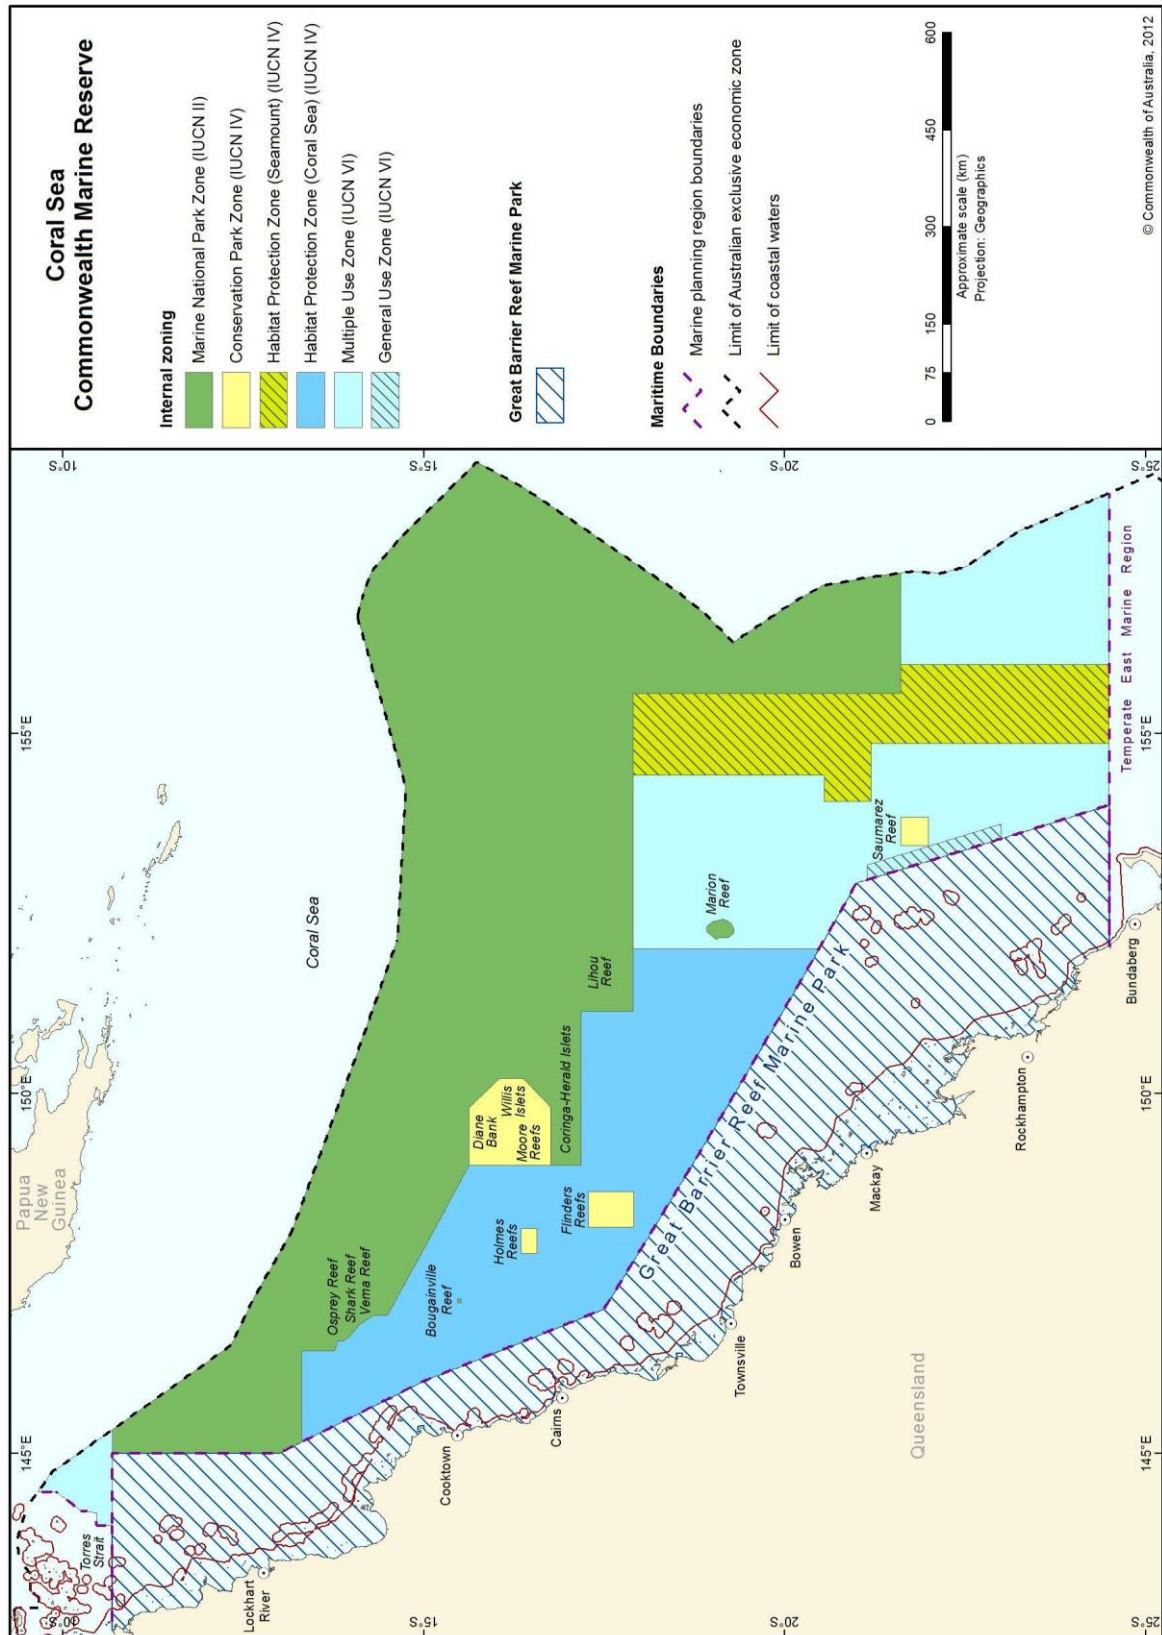 Coral Sea
Commonwealth Marine Reserve
Internal zoning
Marine National Park Zone (IUCN II)
Conservation Park Zone (IUCN IV)
Habitat Protection Zone (Seamount) (IUCN IV)
Habitat Protection Zone (Coral Sea) (IUCN IV)
Multiple Use Zone (IUCN VI)
General Use Zone (IUCN VI)
Great Barrier Reef Marine Park
Maritime Boundaries
Marine planning region boundaries
Limit of Australian exclusive economic zone
Limit of coastal waters
0 75 150 300 450 600
Approximate scale (km)
Projection: Geographics
© Commonwealth of Australia, 2012
145°E
150°E
155°E
10°S
10°S
15°S
15°S
20°S
20°S
25°S
25°S
145°E
150°E
155°E
Papua
New
Guinea
Coral Sea
Torres
Strait
Lockhart
River
Osprey Reef
Shark Reef
Vema Reef
Bougainville
Reef
Cooktown
Diane
Bank
Willis
Islets
Moore
Reefs
Holmes
Reefs
Coringa-Herald Islets
Lihou
Reef
Flinders
Reefs
Cairns
Marion
Reef
Great Barrier Reef Marine Park
Townsville
Bowen
Saumarez
Reef
Mackay
Queensland
Rockhampton
Bundaberg
Temperate East Marine Region